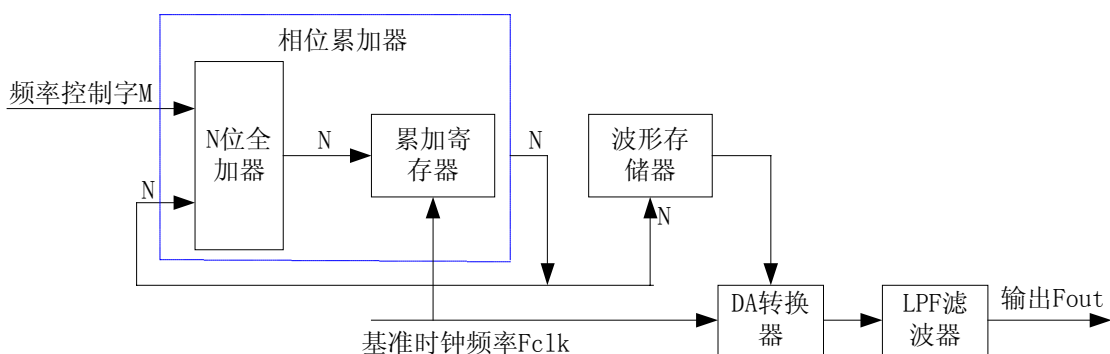 相位累加器
频率控制字M
N位全
加器
N
累加寄
存器
N
波形存
储器
N
N
DA转换
器
LPF滤
波器
输出Fout
基准时钟频率Fclk